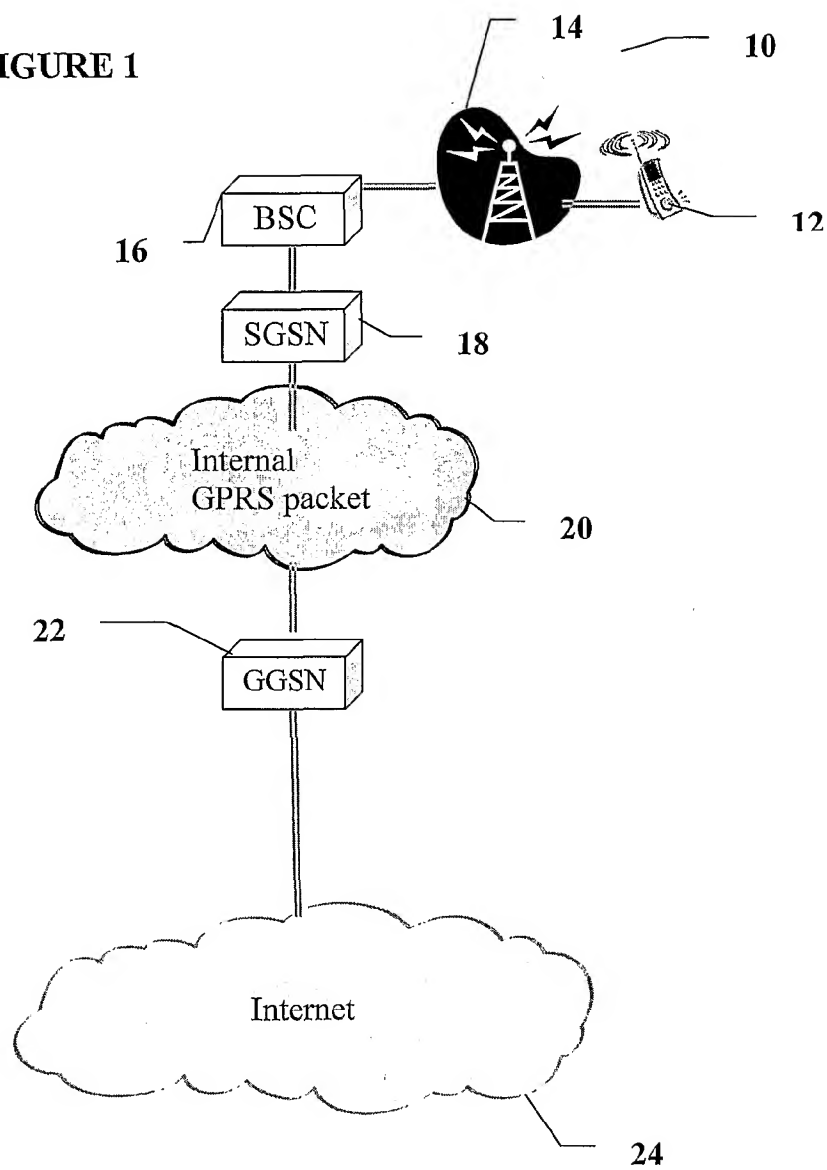 IGURE 1
14
10
12
BSC
16
SGSN
18
Internal
GPRS packet
20
22
GGSN
Internet
24